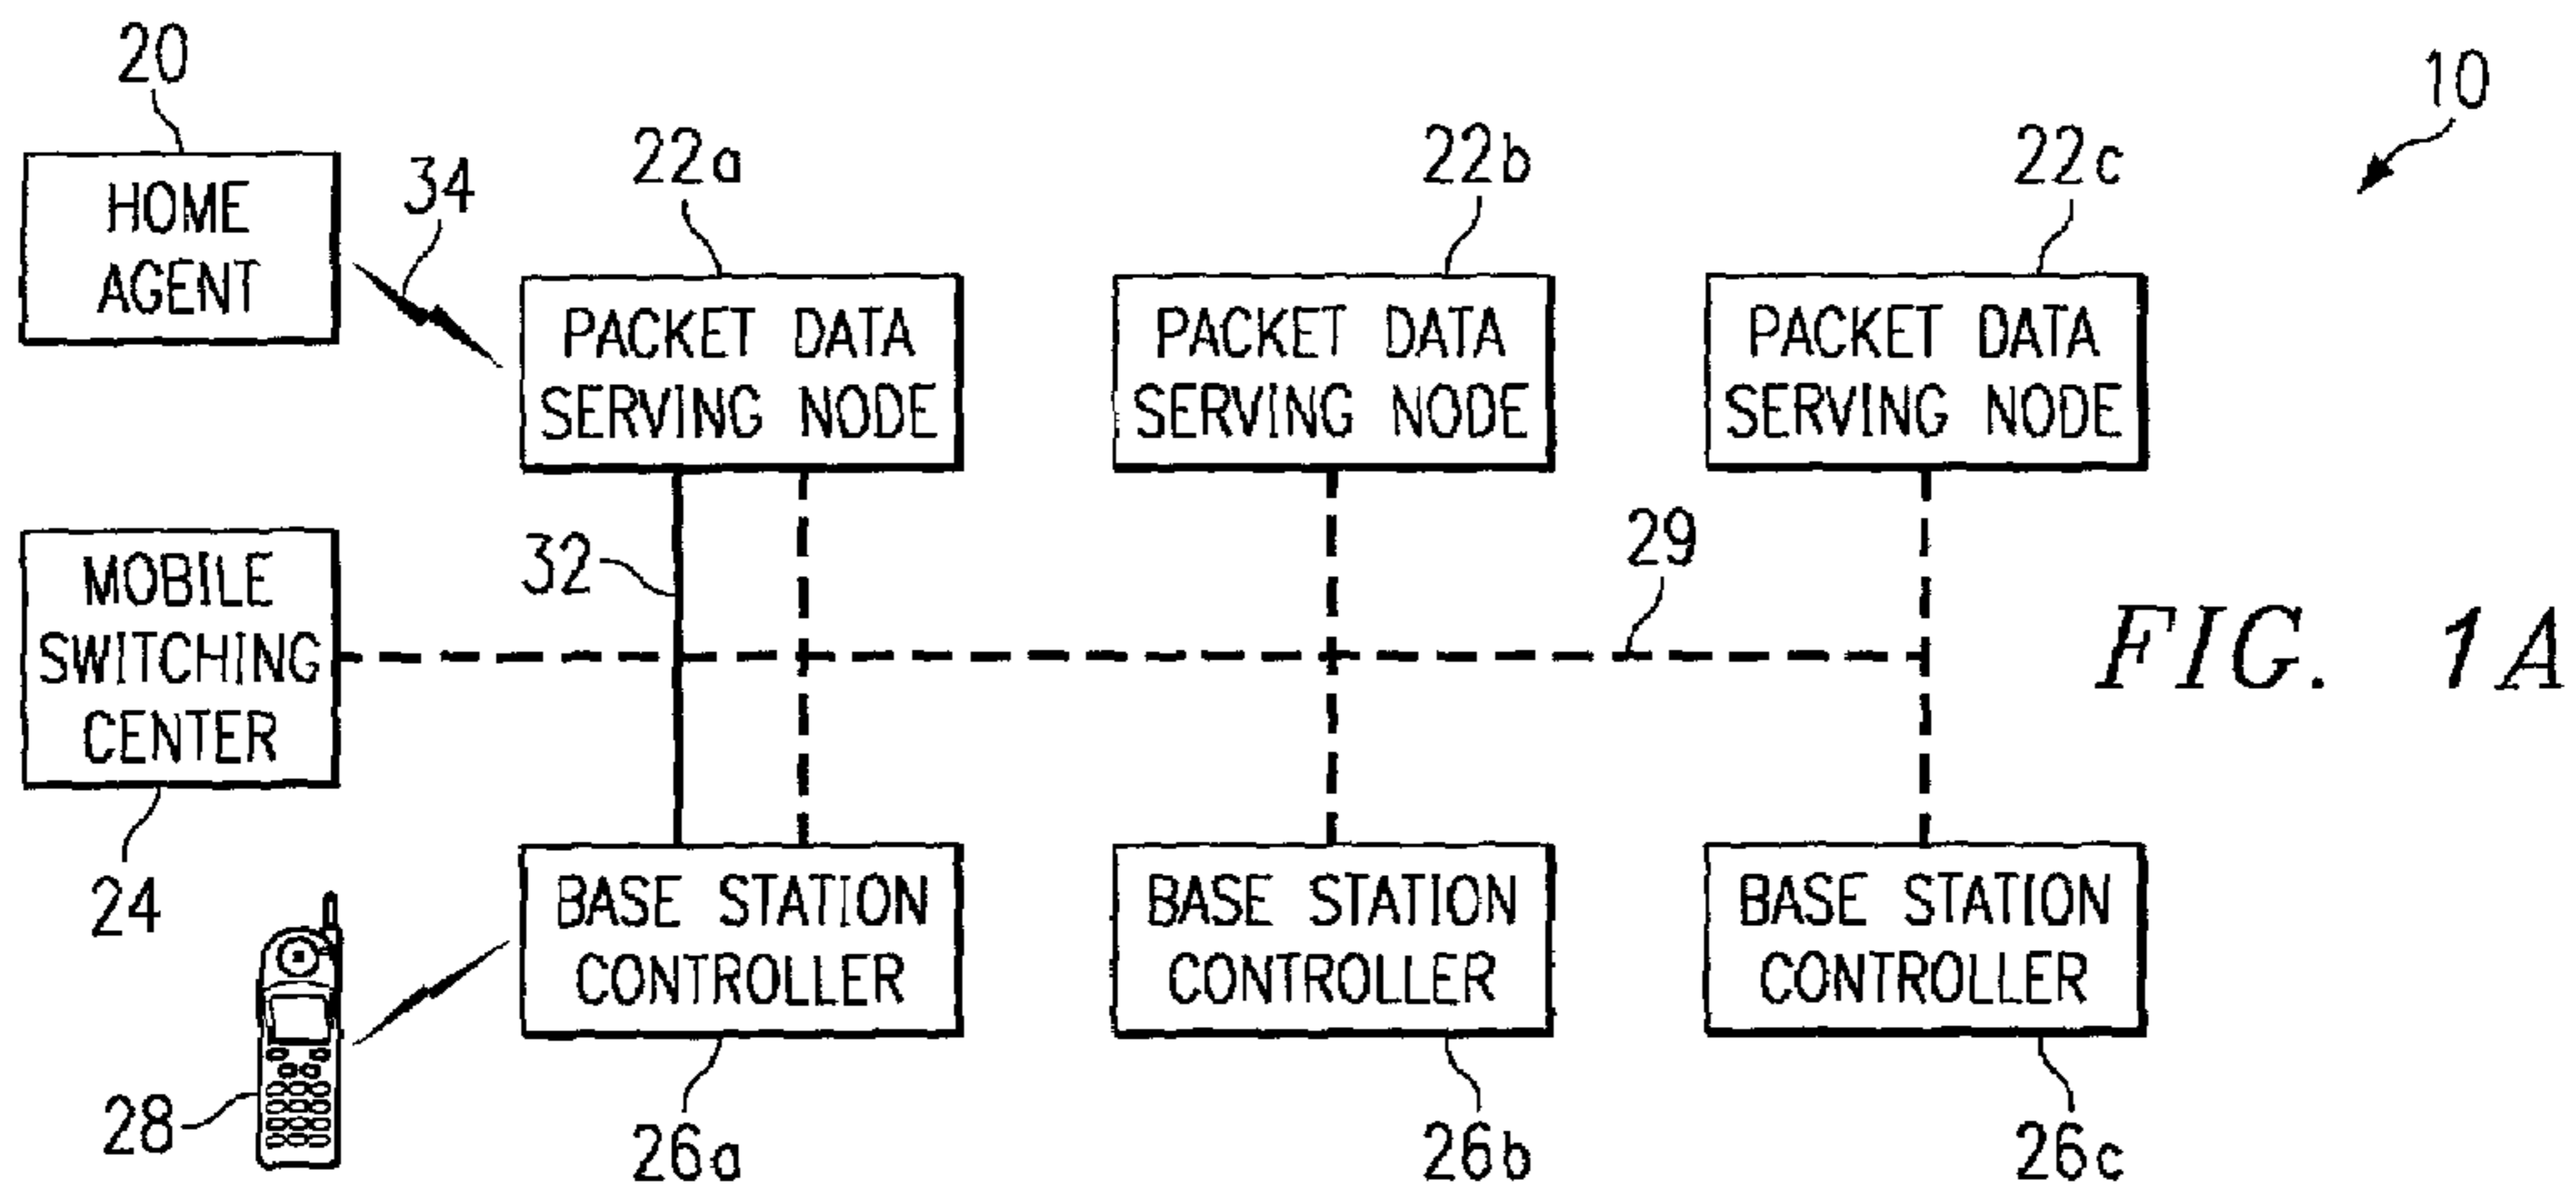 20
10
34
22a
22b
22c
HOME
AGENT
PACKET DATA
SERVING NODE
PACKET DATA
SERVING NODE
PACKET DATA
SERVING NODE
32
29
MOBILE
SWITCHING
CENTER
FIG. 1A
24
BASE STATION
CONTROLLER
BASE STATION
CONTROLLER
BASE STATION
CONTROLLER
28
26a
26b
26c